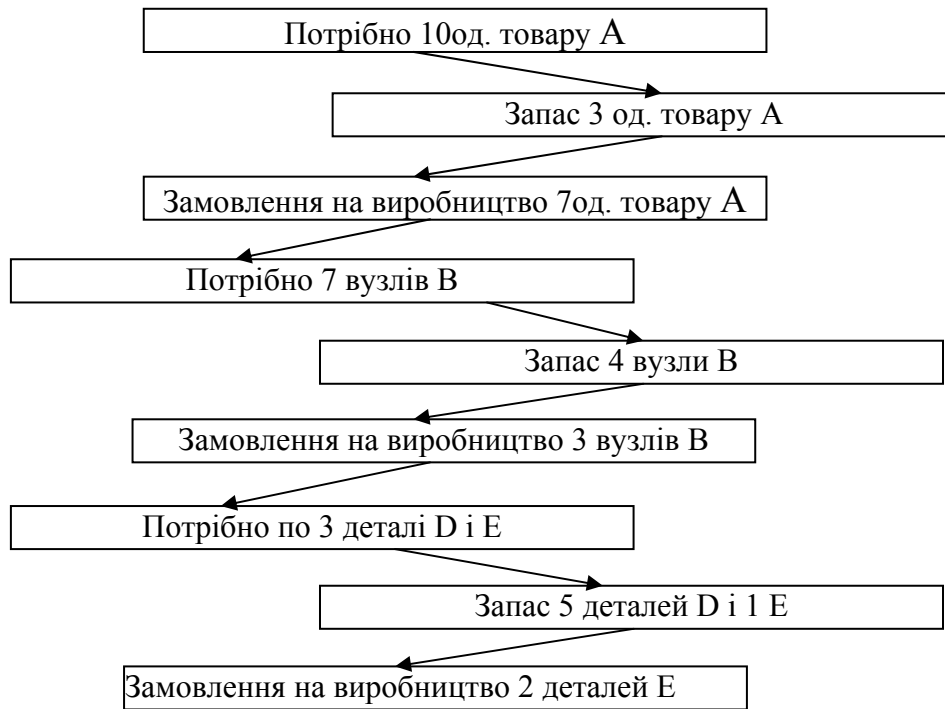 Потрібно 10од. товару А
Запас 3 од. товару А
Замовлення на виробництво 7од. товару А
Потрібно 7 вузлів В
Запас 4 вузли В
Замовлення на виробництво 3 вузлів В
Потрібно по 3 деталі D і Е
Запас 5 деталей D і 1 Е
Замовлення на виробництво 2 деталей Е